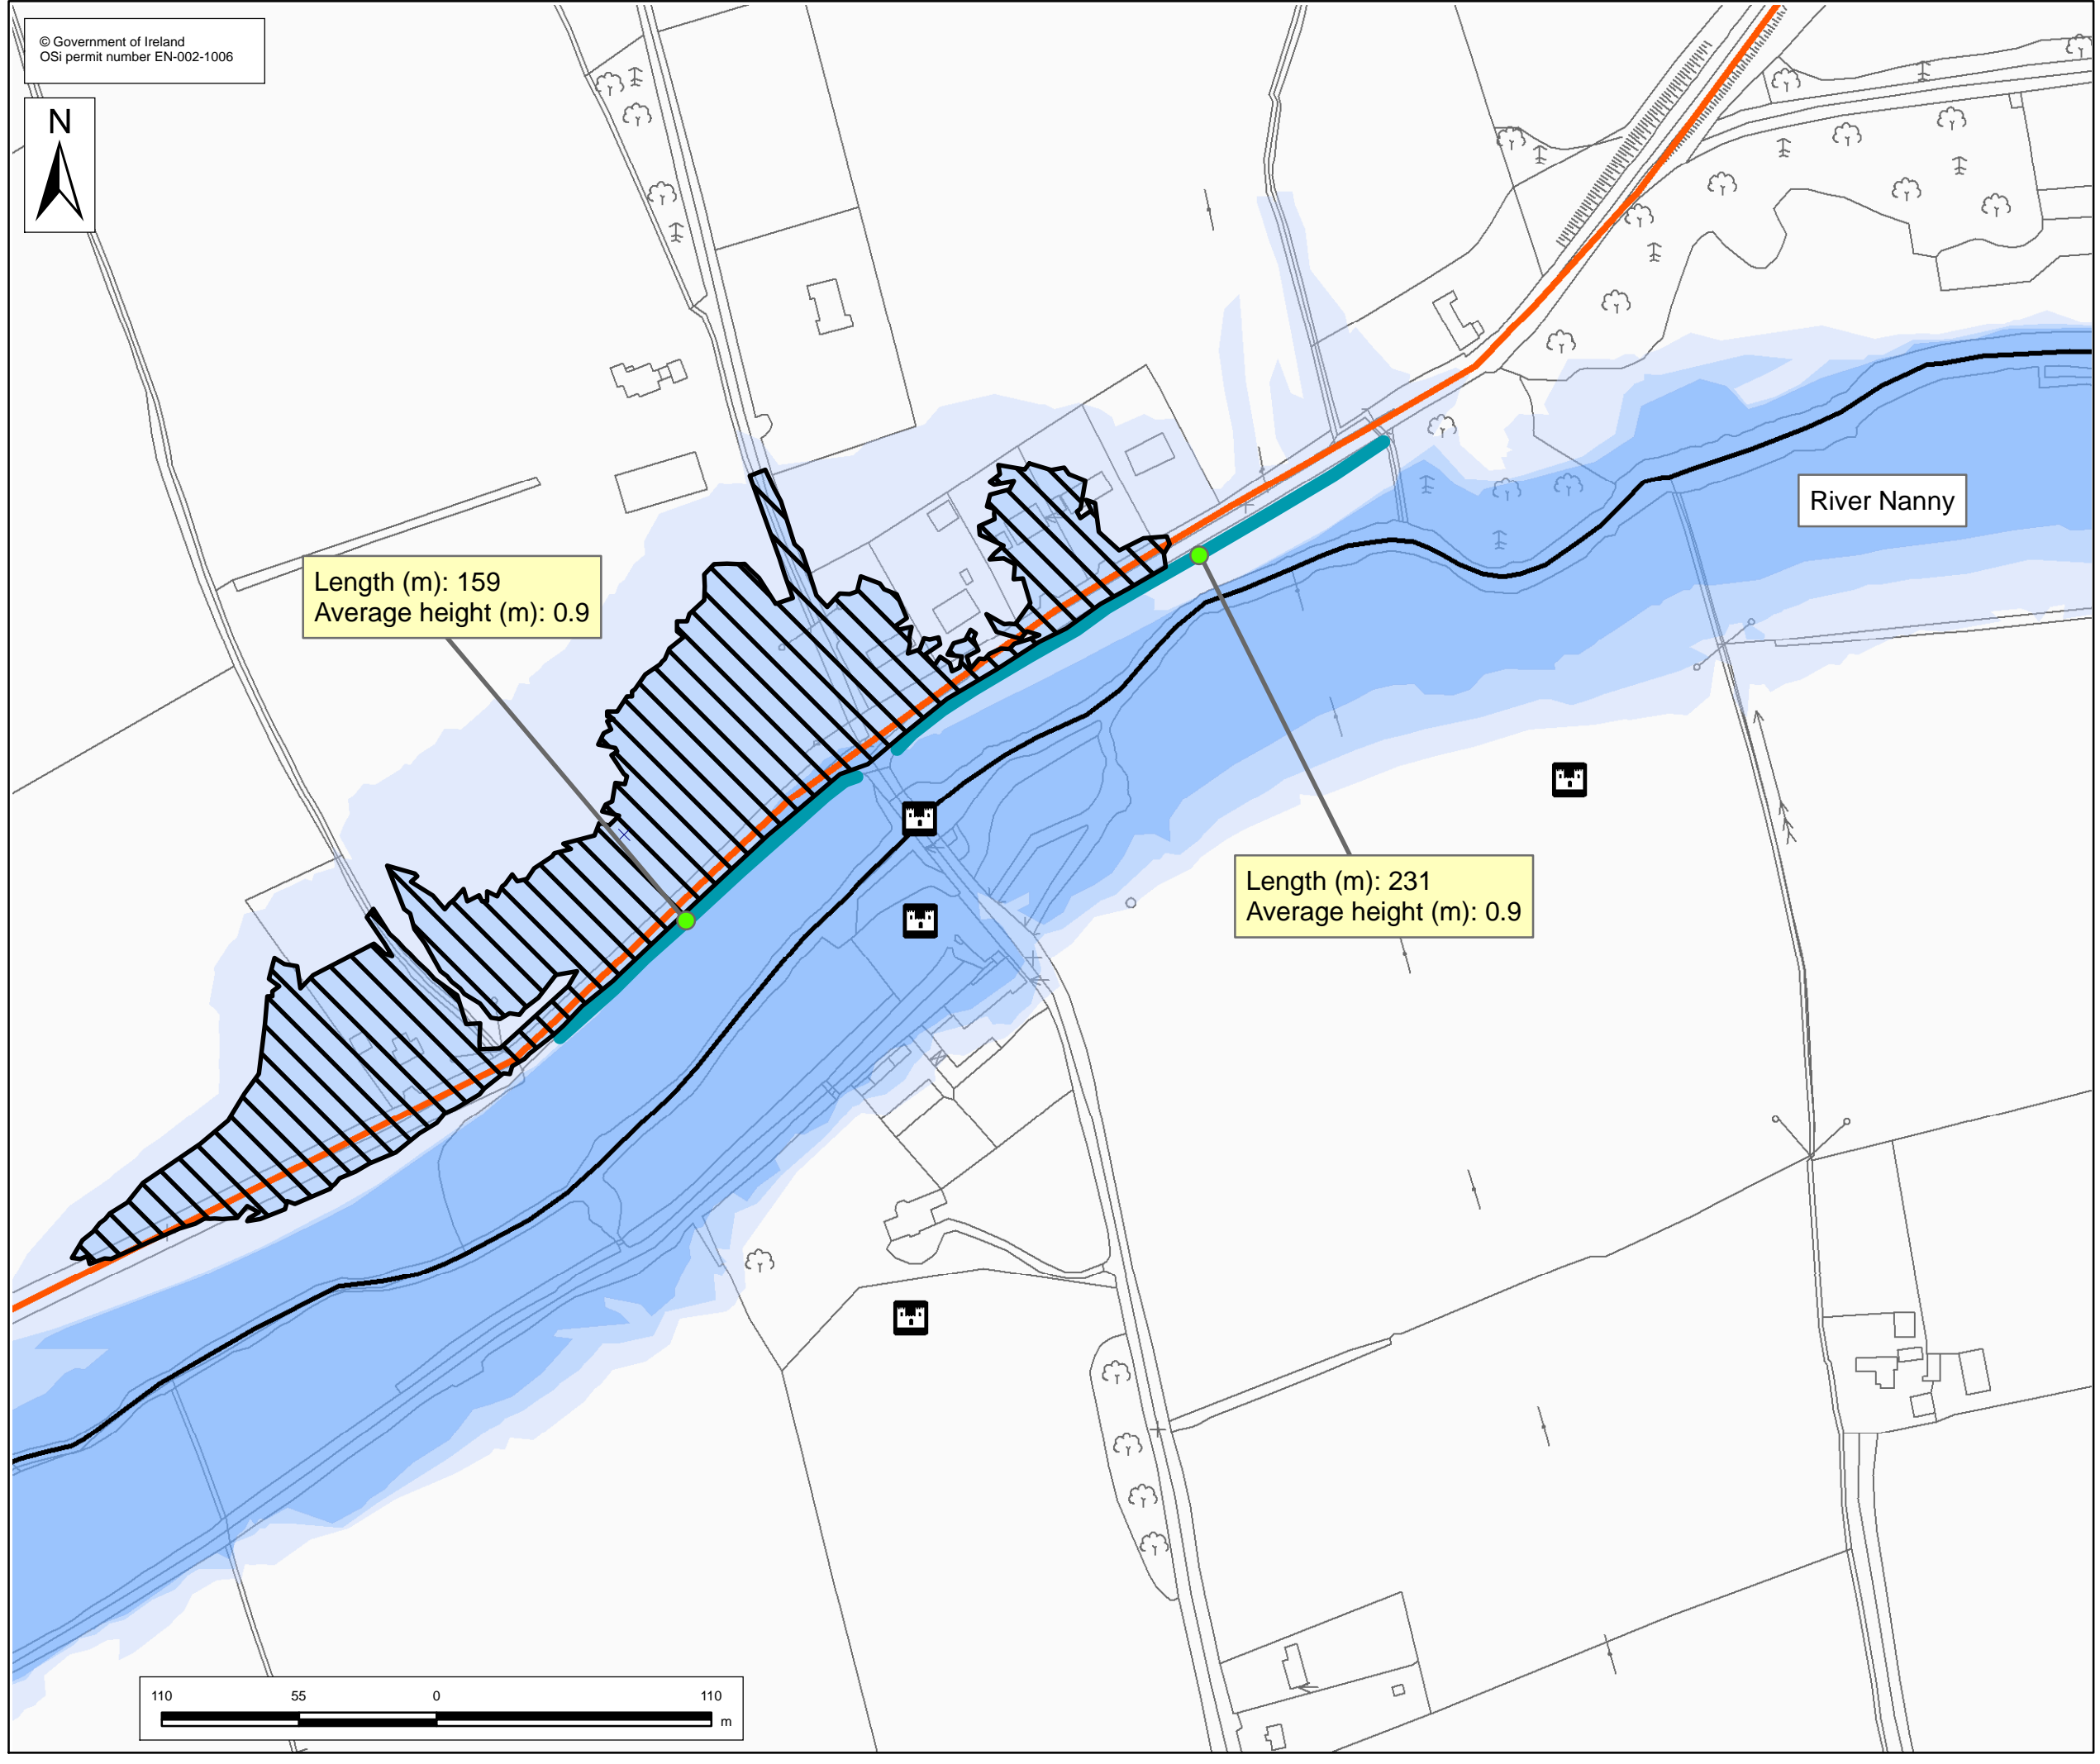 © Government of Ireland
OSi permit number EN-002-1006
N
River Nanny
Length (m): 159
Average height (m): 0.9
Length (m): 231
Average height (m): 0.9
110 55 0 110
m